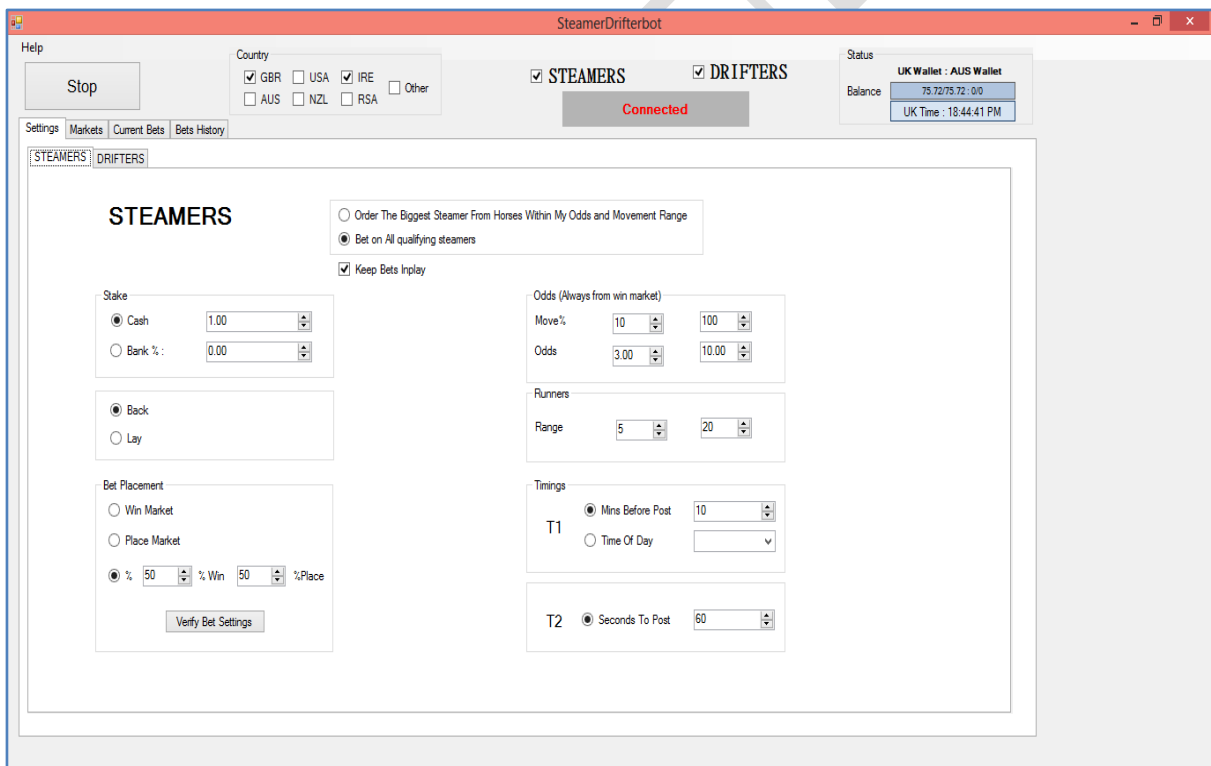 SteamerDrifterbot
Help
Stop
Country
GBR USA IRE Other
AUS NZL RSA
STEAMERS DRIFTERS
Connected
Status
UK Wallet : AUS Wallet
Balance 75.72/75.72 : 0/0
UK Time : 18:44:41 PM
Settings Markets Current Bets Bets History
STEAMERS DRIFTERS
STEAMERS
Order The Biggest Steamer From Horses Within My Odds and Movement Range
Bet on All qualifying steamers
Keep Bets Inplay
Stake
Cash 1.00
Bank % : 0.00
Back
Lay
Bet Placement
Win Market
Place Market
% 50 % Win 50 %Place
Verify Bet Settings
Odds (Always from win market)
Move% 10 100
Odds 3.00 10.00
Runners
Range 5 20
Timings
T1
Mins Before Post 10
Time Of Day
T2 Seconds To Post 60